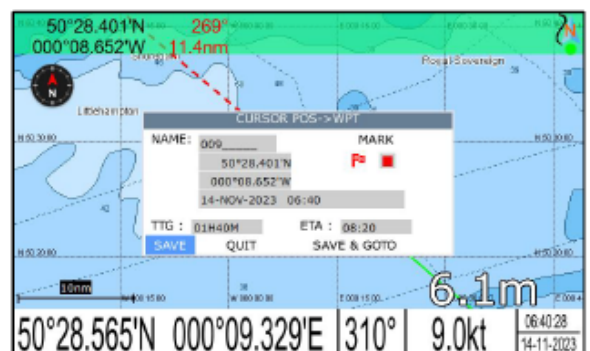 50°28.401'N 269°
000°08.652'W 11.4nm
N
Royal Sovereign
Littlehampton
CURSOR POS->WPT
NAME: 009_____ MARK
50°28.401'N
000°08.652'W
14-NOV-2023 06:40
TTG : 01H40M ETA : 08:20
SAVE QUIT SAVE & GOTO
10nm
6.1m
50°28.565'N 000°09.329'E 310° 9.0kt
06:40:28
14-11-2023